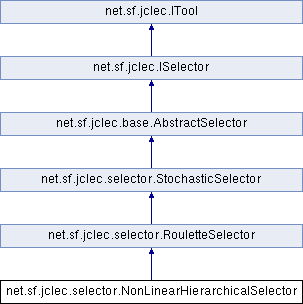 net.sf.jclec.ITool
net.sf.jclec.ISelector
net.sf.jclec.base.AbstractSelector
net.sf.jclec.selector.StochasticSelector
net.sf.jclec.selector.RouletteSelector
net.sf.jclec.selector.NonLinearHierarchicalSelector